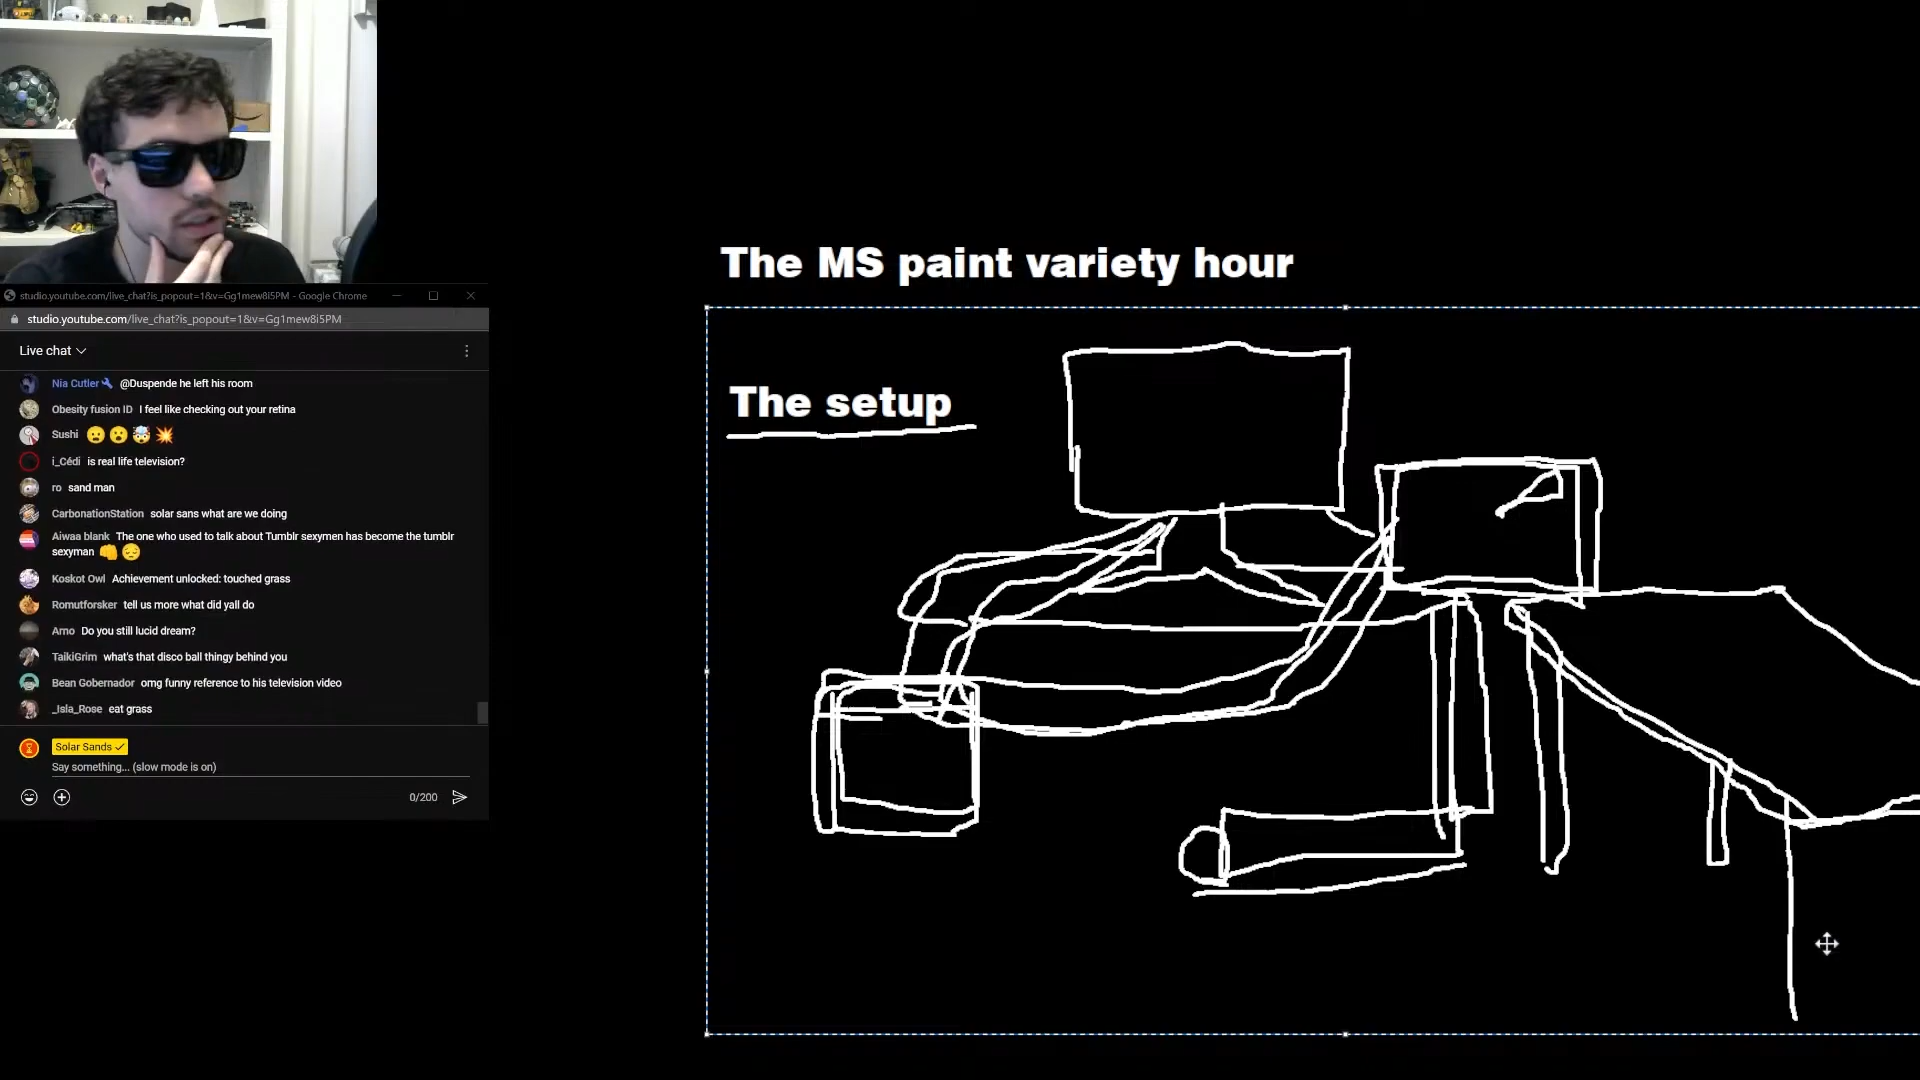 The MS paint variety hour
The setup
studio.youtube.com/live_chat?is_popout=1&v=Gg1mew8i5PM - Google Chrome
studio.youtube.com/live_chat?is_popout=1&v=Gg1mew8i5PM
Live chat
Nia Cutler @Duspende he left his room
Obesity fusion ID I feel like checking out your retina
Sushi 😦 😮 🤯 💥
i_Cédi is real life television?
ro sand man
CarbonationStation solar sans what are we doing
Aiwaa blank The one who used to talk about Tumblr sexymen has become the tumblr
sexyman 👊 😔
Koskot Owl Achievement unlocked: touched grass
Romutforsker tell us more what did yall do
Arno Do you still lucid dream?
TaikiGrim what's that disco ball thingy behind you
Bean Gobernador omg funny reference to his television video
_Isla_Rose eat grass
Solar Sands
Say something... (slow mode is on)
0/200